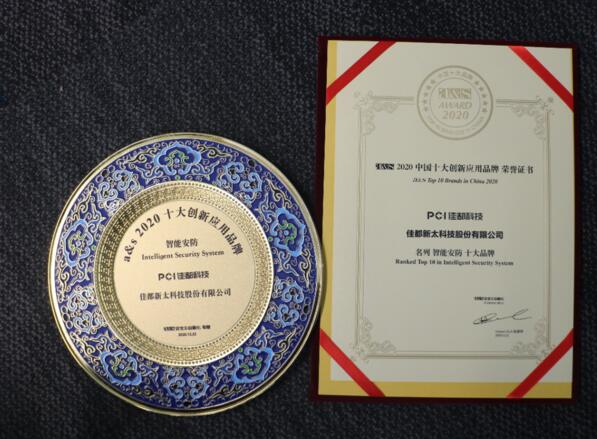 a&s 2020 十大创新应用品牌
智能安防
Intelligent Security System
PCI佳都科技
佳都新太科技股份有限公司
AWARD
2020
2020 中国十大创新应用品牌 荣誉证书
Top 10 Brands in China 2020
PCI佳都科技
佳都新太科技股份有限公司
名列 智能安防 十大品牌
Ranked Top 10 in Intelligent Security System